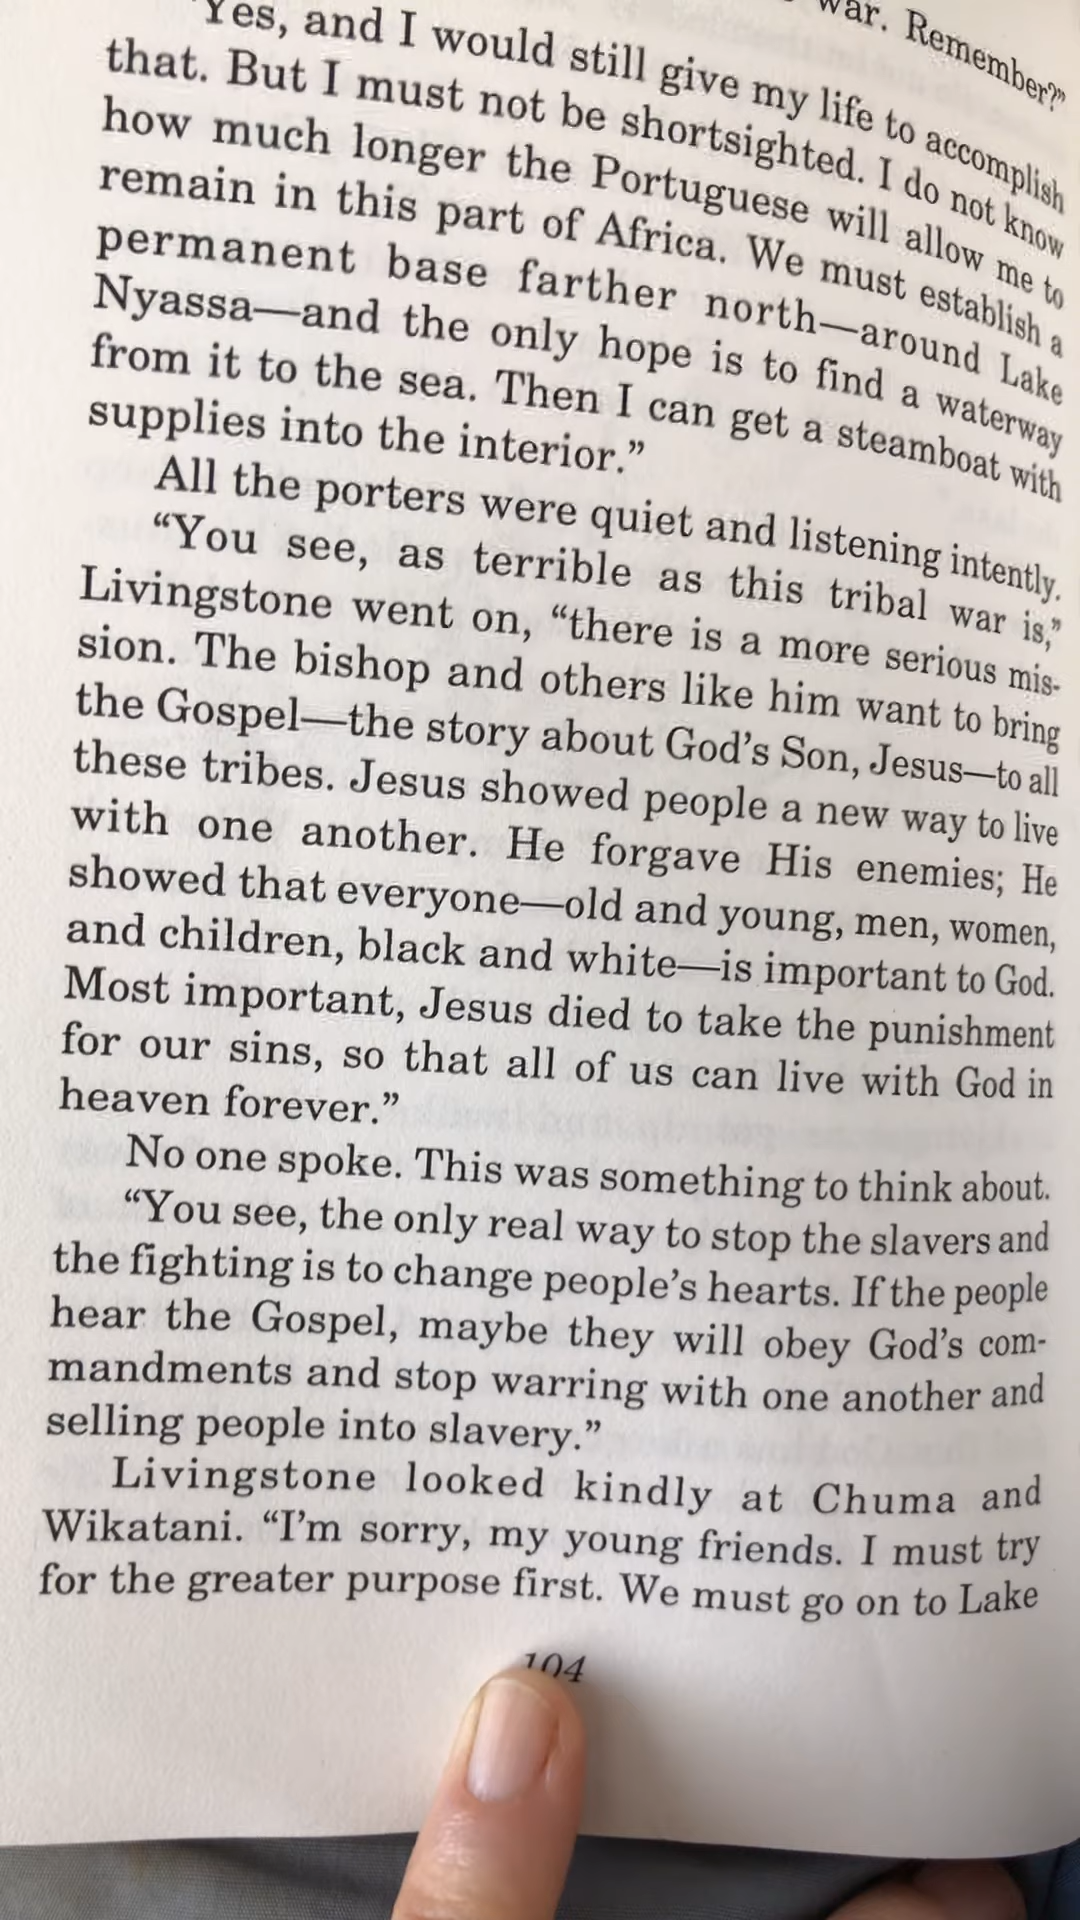 war. Remember?”
“Yes, and I would still give my life to accomplish
that. But I must not be shortsighted. I do not know
how much longer the Portuguese will allow me to
remain in this part of Africa. We must establish a
permanent base farther north—around Lake
Nyassa—and the only hope is to find a waterway
from it to the sea. Then I can get a steamboat with
supplies into the interior.”
All the porters were quiet and listening intently.
“You see, as terrible as this tribal war is,”
Livingstone went on, “there is a more serious mis-
sion. The bishop and others like him want to bring
the Gospel—the story about God’s Son, Jesus—to all
these tribes. Jesus showed people a new way to live
with one another. He forgave His enemies; He
showed that everyone—old and young, men, women,
and children, black and white—is important to God.
Most important, Jesus died to take the punishment
for our sins, so that all of us can live with God in
heaven forever.”
No one spoke. This was something to think about.
“You see, the only real way to stop the slavers and
the fighting is to change people’s hearts. If the people
hear the Gospel, maybe they will obey God’s com-
mandments and stop warring with one another and
selling people into slavery.”
Livingstone looked kindly at Chuma and
Wikatani. “I’m sorry, my young friends. I must try
for the greater purpose first. We must go on to Lake
104